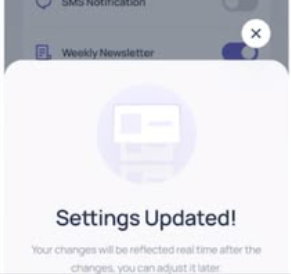 SMS Notification
Weekly Newsletter
Settings Updated!
Your changes will be reflected real time after the
changes, you can adjust it later